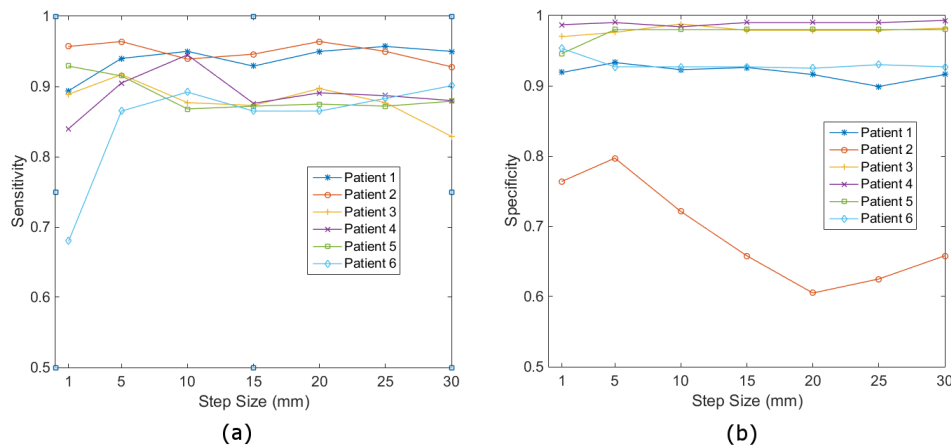 1
0.9
0.8
0.7
0.6
0.5
Sensitivity
Patient 1
Patient 2
Patient 3
Patient 4
Patient 5
Patient 6
1 5 10 15 20 25 30
Step Size (mm)
(a)
1
0.9
0.8
0.7
0.6
0.5
Specificity
Patient 1
Patient 2
Patient 3
Patient 4
Patient 5
Patient 6
1 5 10 15 20 25 30
Step Size (mm)
(b)